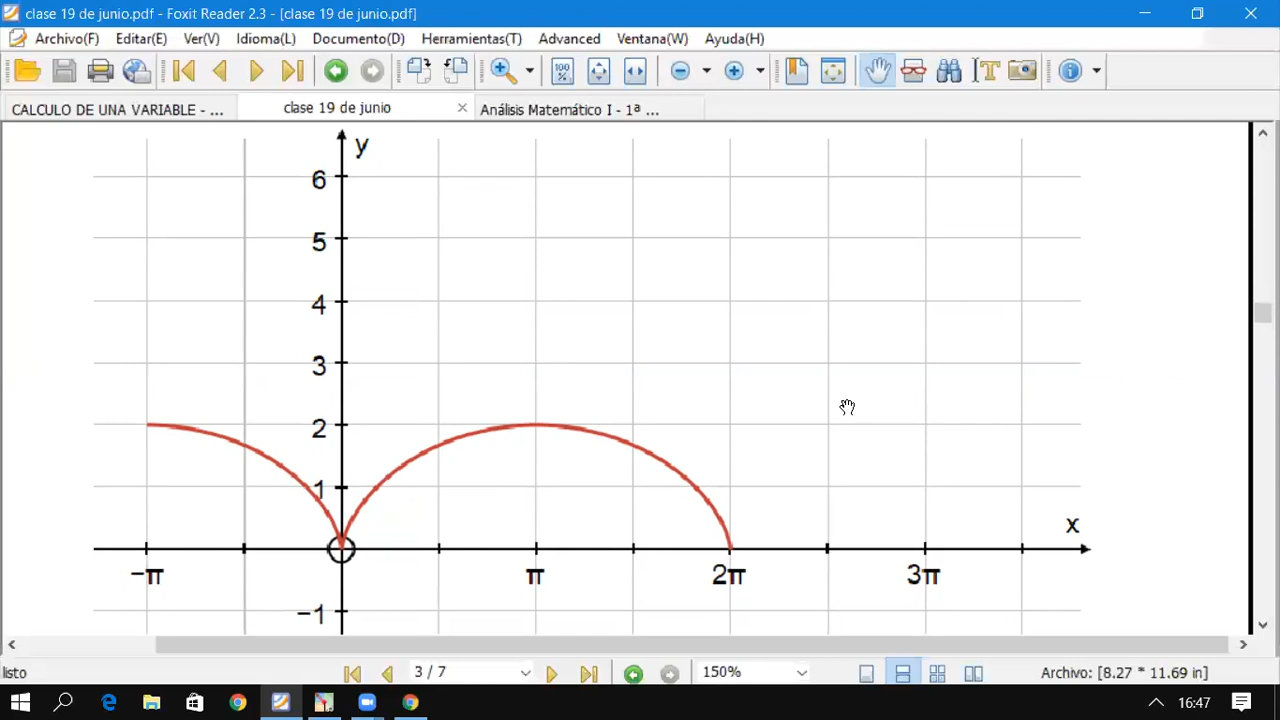 clase 19 de junio.pdf - Foxit Reader 2.3 - [clase 19 de junio.pdf]
Archivo(F) Editar(E) Ver(V) Idioma(L) Documento(D) Herramientas(T) Advanced Ventana(W) Ayuda(H)
100 %
CALCULO DE UNA VARIABLE - ... clase 19 de junio Análisis Matemático I - 1ª ...
y
6
5
4
3
2
1
x
−π π 2π 3π
−1
listo 3 / 7 150% Archivo: [8.27 * 11.69 in]
16:47